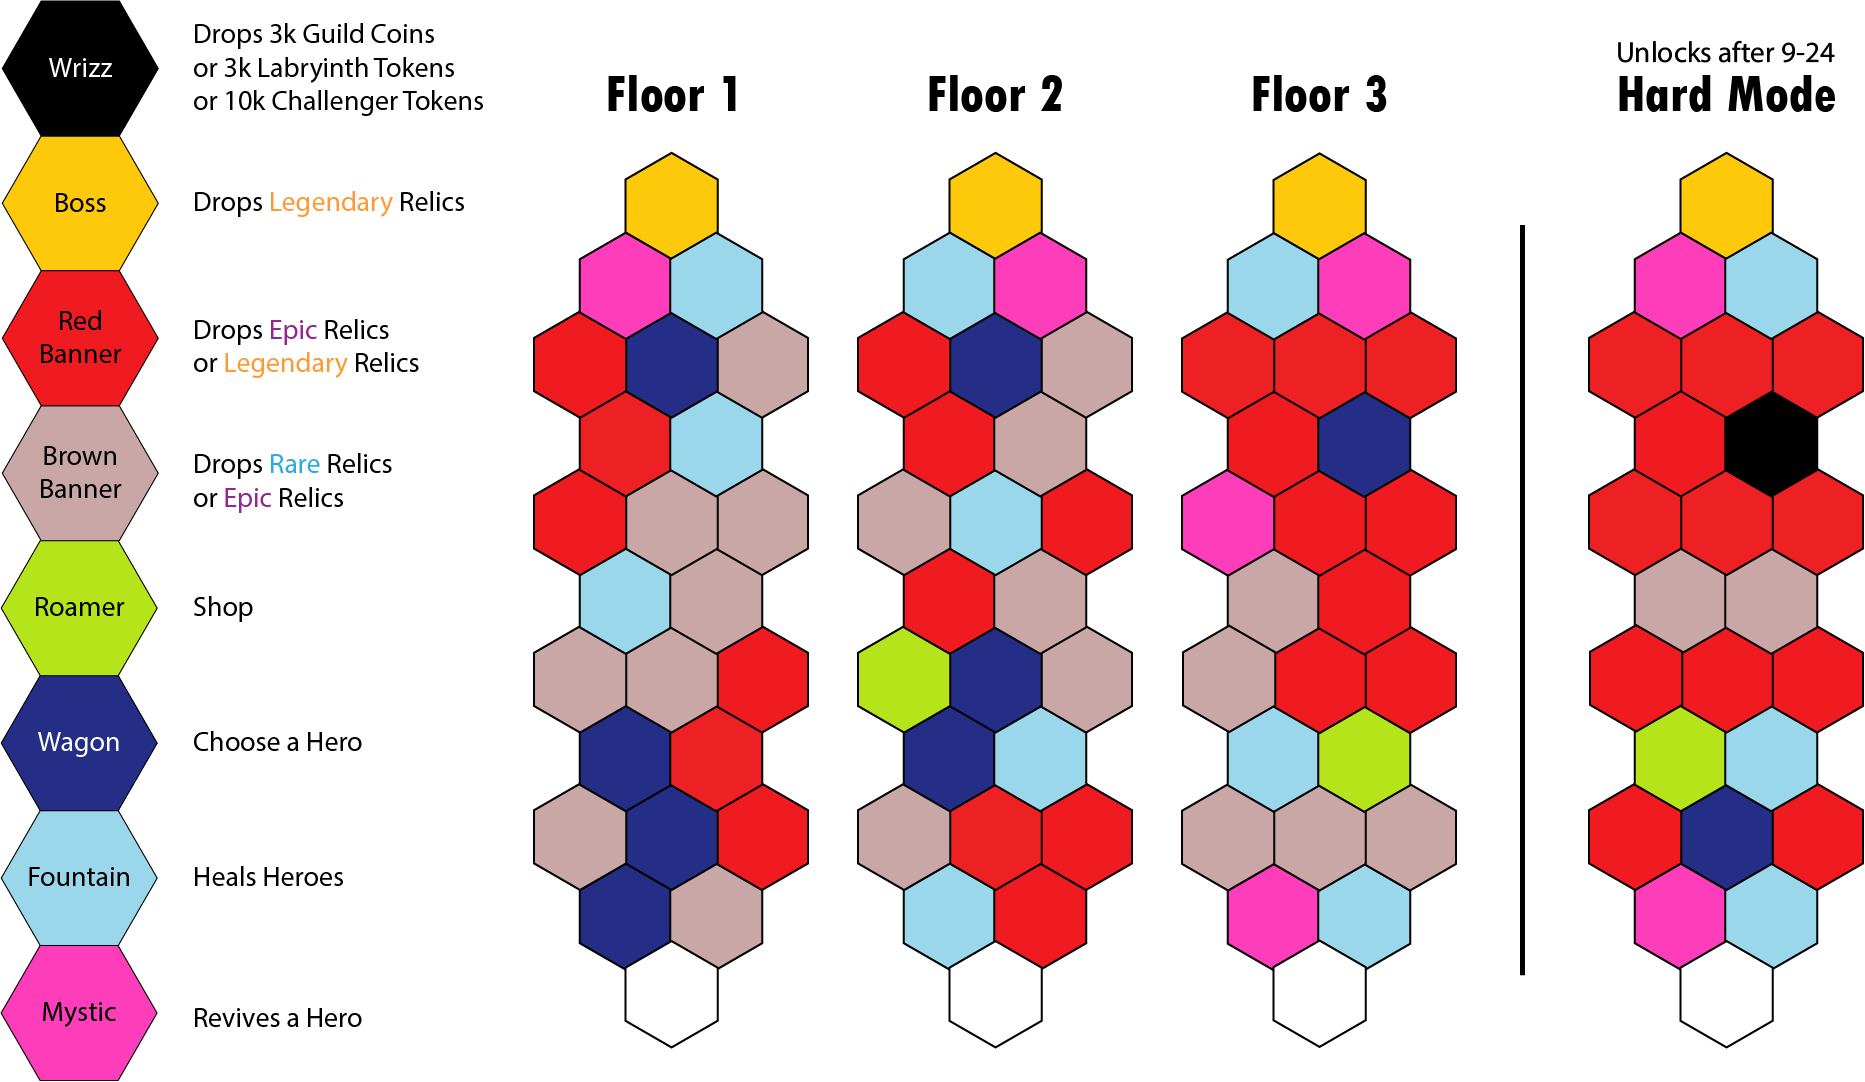 Wrizz
Drops 3k Guild Coins
or 3k Labryinth Tokens
or 10k Challenger Tokens
Boss
Drops Legendary Relics
Red
Banner
Drops Epic Relics
or Legendary Relics
Brown
Banner
Drops Rare Relics
or Epic Relics
Roamer
Shop
Wagon
Choose a Hero
Fountain
Heals Heroes
Mystic
Revives a Hero
Floor 1
Floor 2
Floor 3
Unlocks after 9-24
Hard Mode